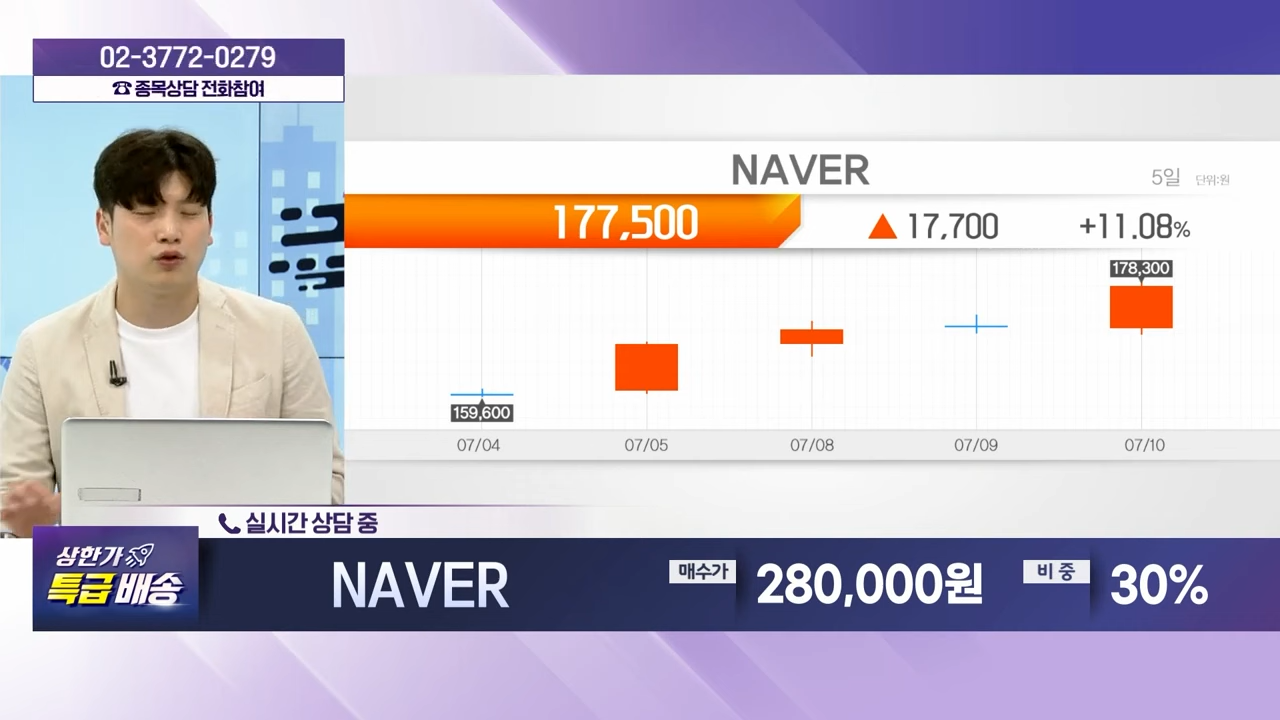 02-3772-0279
☎ 종목상담 전화참여
NAVER
5일 단위:원
177,500 ▲ 17,700 +11.08%
178,300
159,600
07/04 07/05 07/08 07/09 07/10
실시간 상담 중
상한가
특급 배송
NAVER 매수가 280,000원 비 중 30%